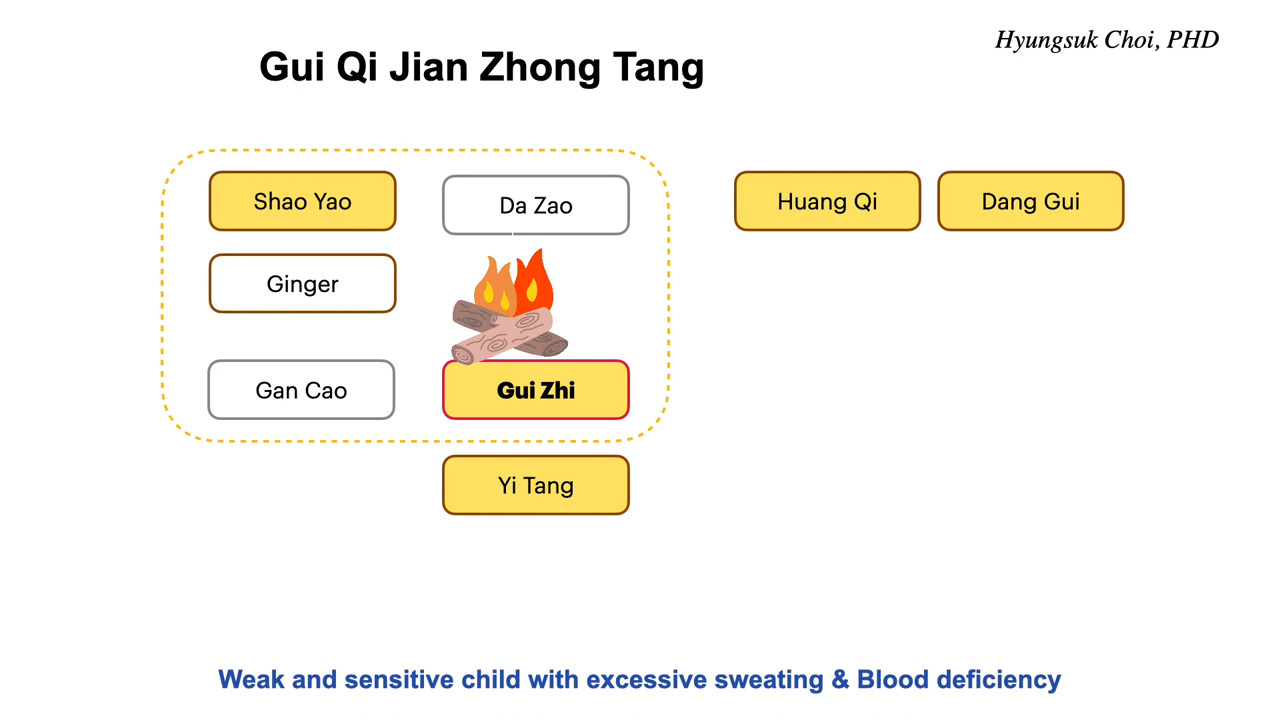 Hyungsuk Choi, PHD
Gui Qi Jian Zhong Tang
Shao Yao
Da Zao
Huang Qi
Dang Gui
Ginger
Gan Cao
Gui Zhi
Yi Tang
Weak and sensitive child with excessive sweating & Blood deficiency